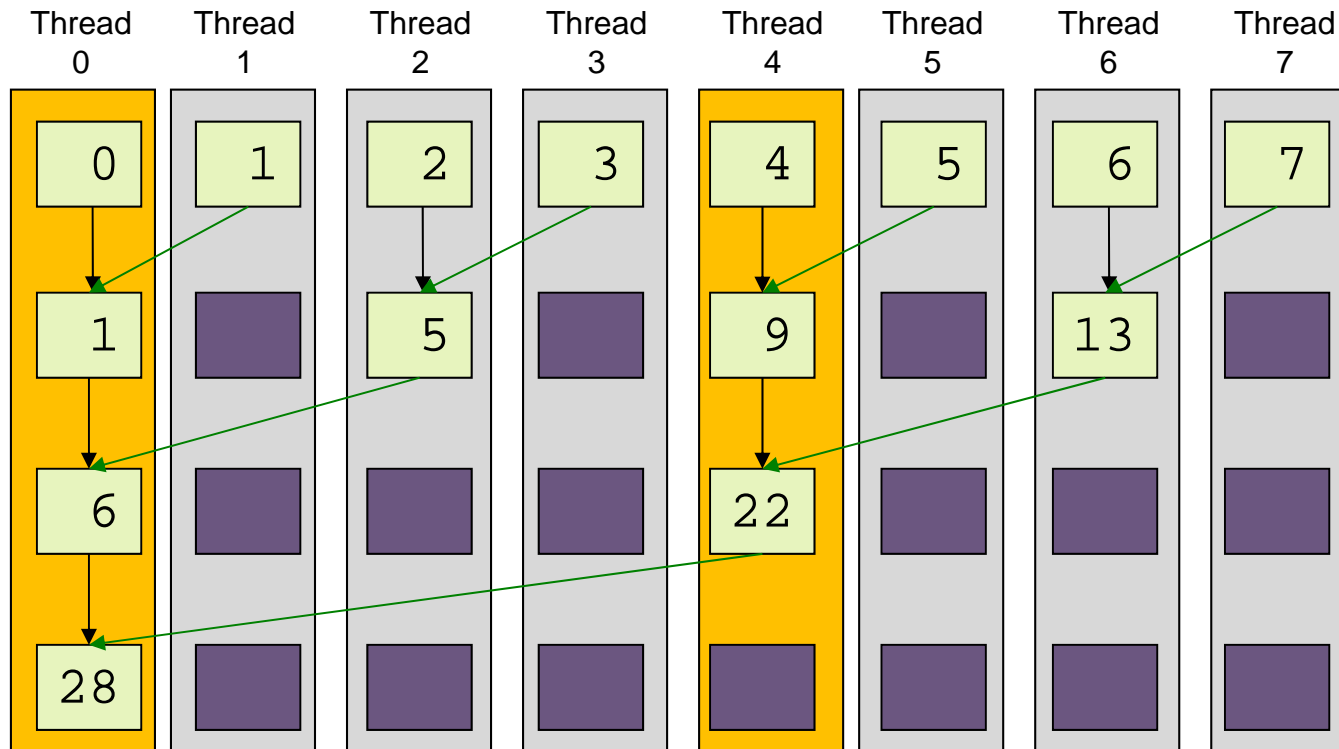 Thread 0
Thread 1
Thread 2
Thread 3
Thread 4
Thread 5
Thread 6
Thread 7
0 1 2 3 4 5 6 7
1 5 9 13
6 22
28